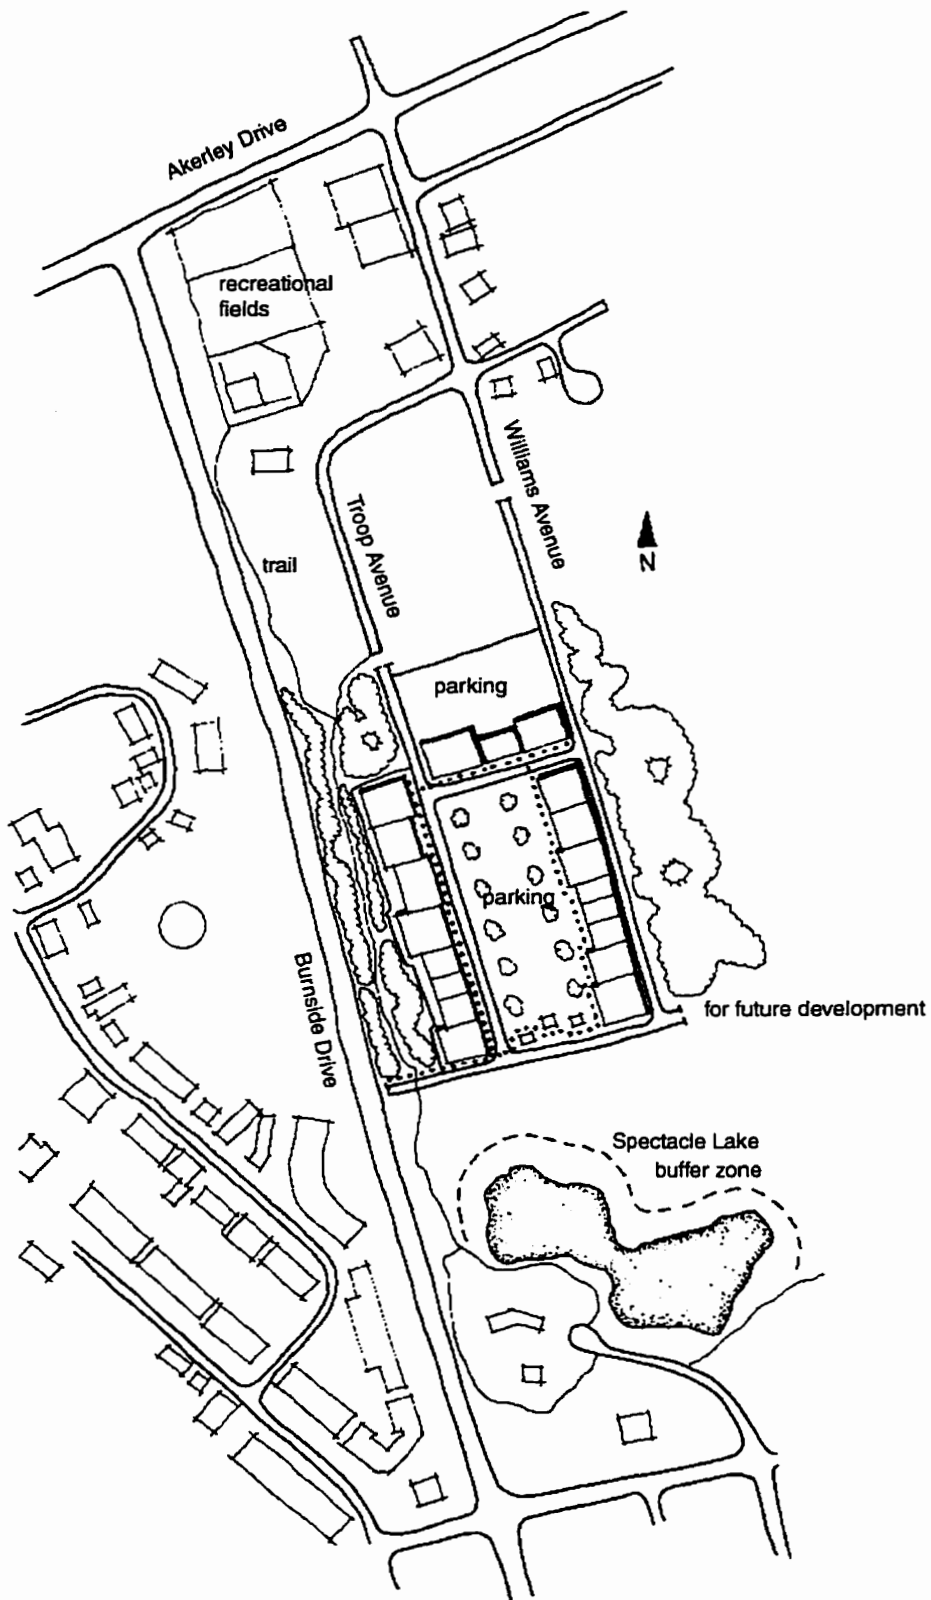 Akerley Drive
recreational
fields
Williams Avenue
Troop Avenue
N
trail
parking
parking
Burnside Drive
for future development
Spectacle Lake
buffer zone